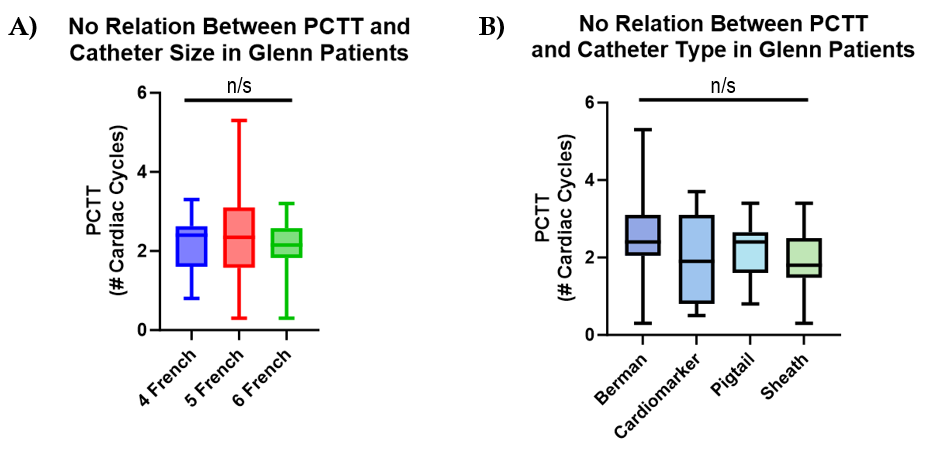 A)
No Relation Between PCTT and
Catheter Size in Glenn Patients
n/s
6
4
2
0
PCTT
(# Cardiac Cycles)
4 French
5 French
6 French
B)
No Relation Between PCTT
and Catheter Type in Glenn Patients
n/s
6
4
2
0
PCTT
(# Cardiac Cycles)
Berman
Cardiomarker
Pigtail
Sheath